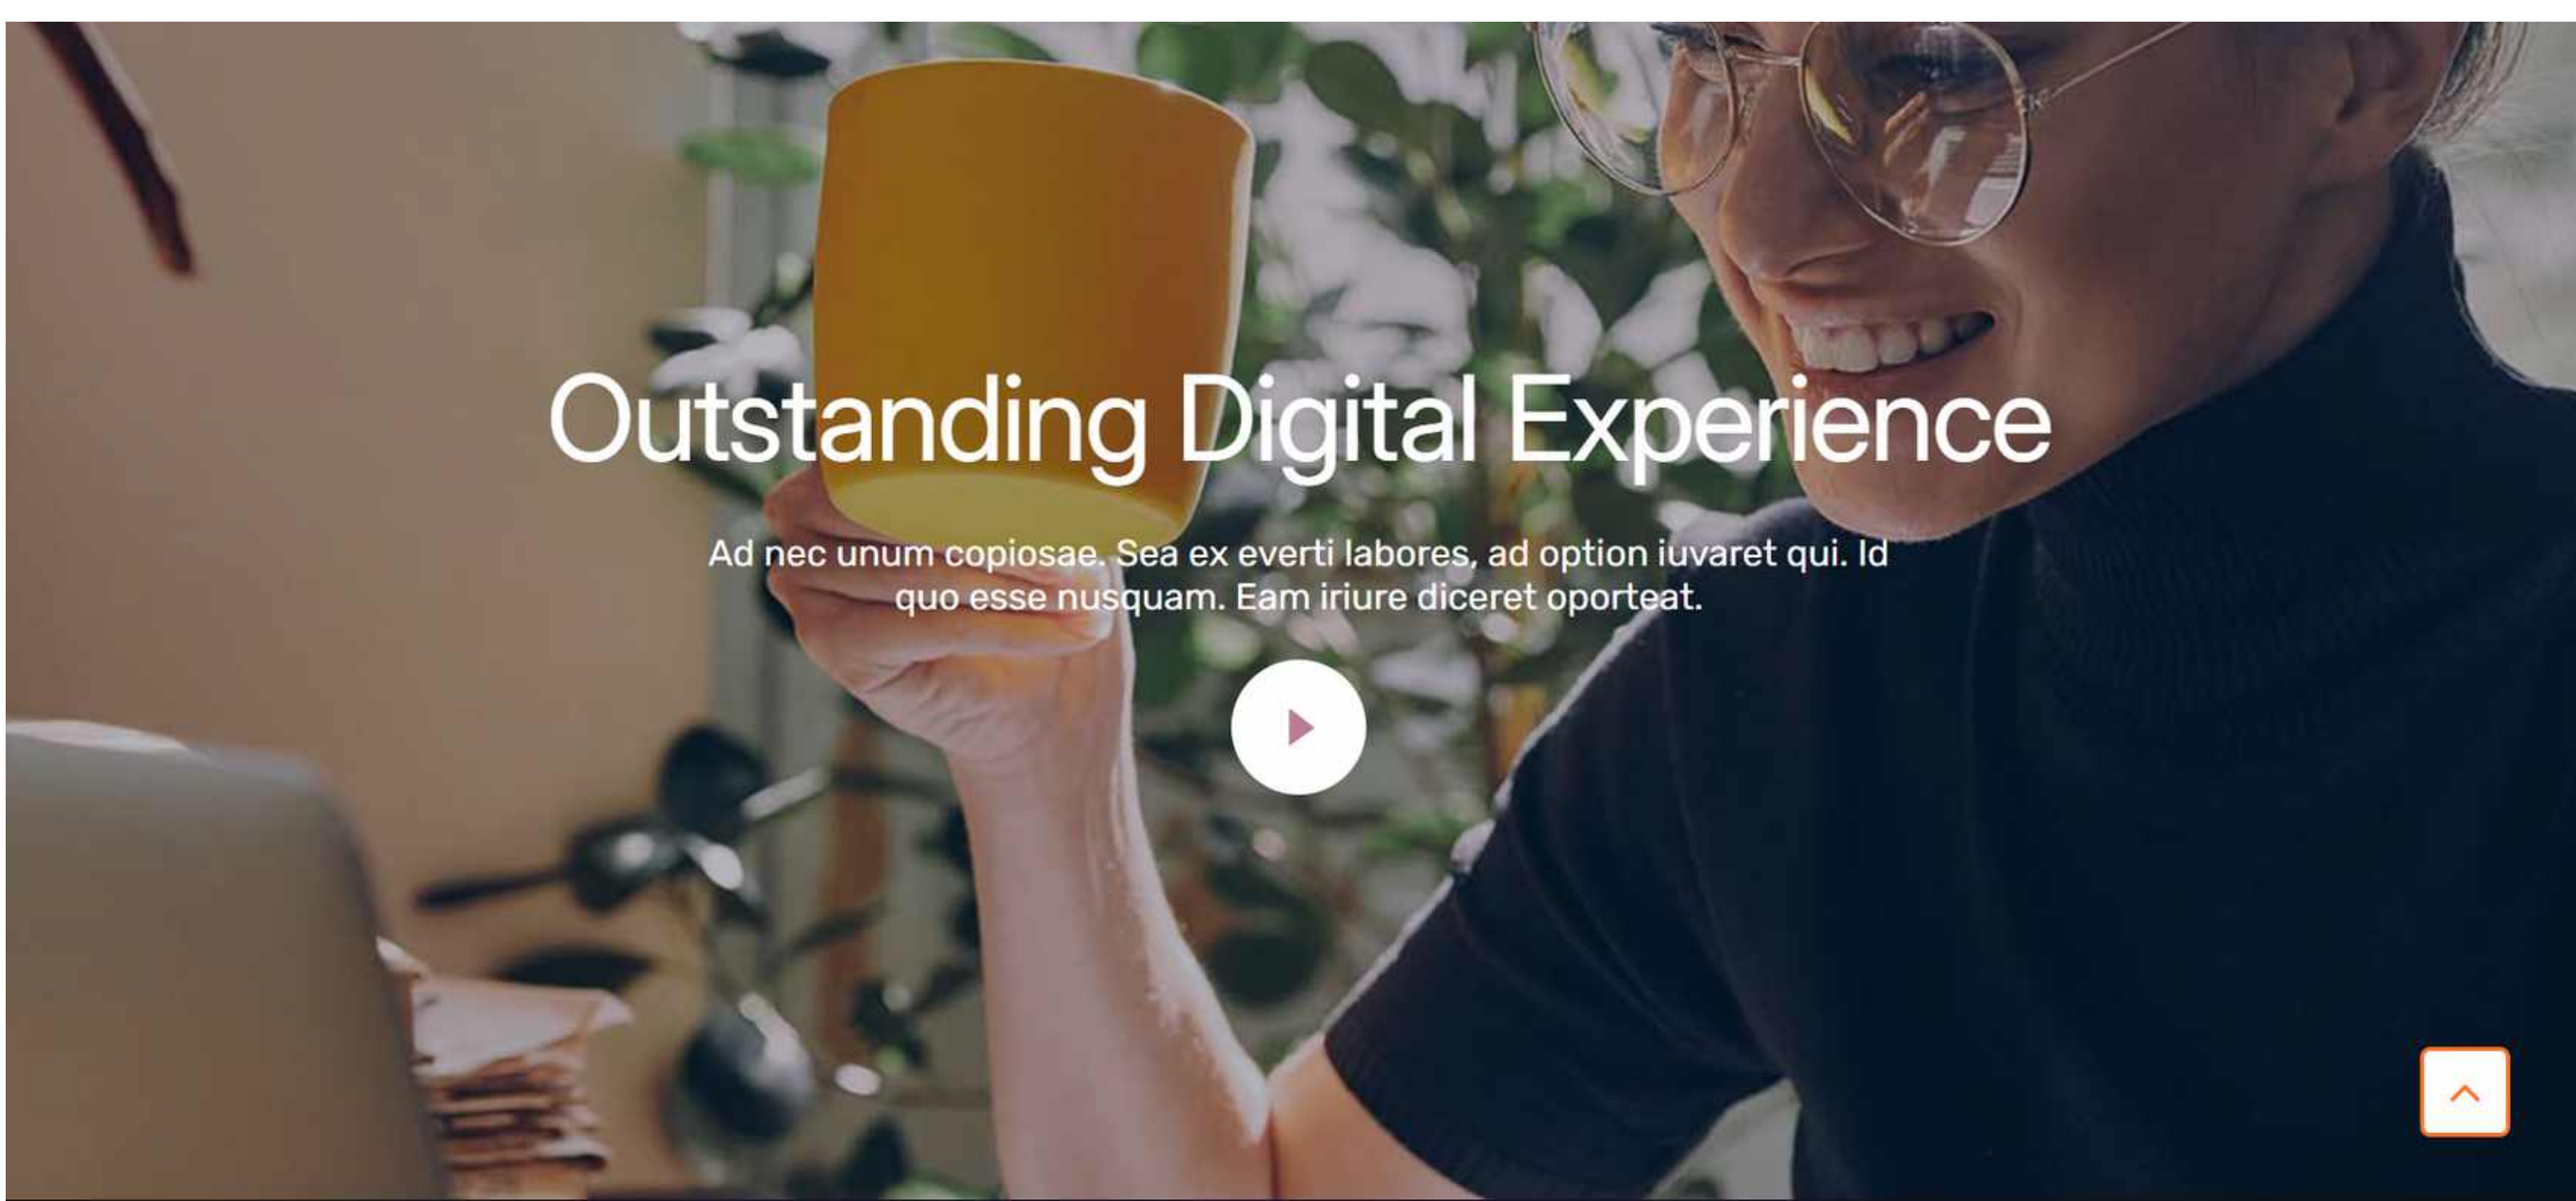 Outstanding Digital Experience
Ad nec unum copiosae. Sea ex everti labores, ad option iuvaret qui. Id
quo esse nusquam. Eam iriure diceret oporteat.